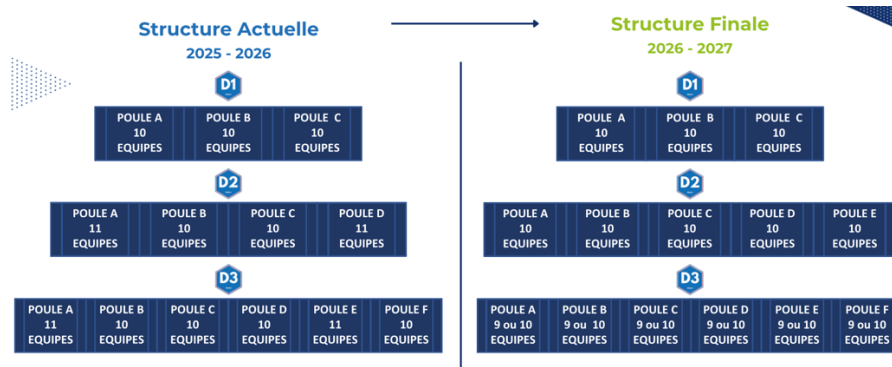 Structure Actuelle
2025 - 2026
D1
POULE A POULE B POULE C
10 10 10
EQUIPES EQUIPES EQUIPES
D2
POULE A POULE B POULE C POULE D
11 10 10 11
EQUIPES EQUIPES EQUIPES EQUIPES
D3
POULE A POULE B POULE C POULE D POULE E POULE F
11 10 10 10 11 10
EQUIPES EQUIPES EQUIPES EQUIPES EQUIPES EQUIPES
Structure Finale
2026 - 2027
D1
POULE A POULE B POULE C
10 10 10
EQUIPES EQUIPES EQUIPES
D2
POULE A POULE B POULE C POULE D POULE E
10 10 10 10 10
EQUIPES EQUIPES EQUIPES EQUIPES EQUIPES
D3
POULE A POULE B POULE C POULE D POULE E POULE F
9 ou 10 9 ou 10 9 ou 10 9 ou 10 9 ou 10 9 ou 10
EQUIPES EQUIPES EQUIPES EQUIPES EQUIPES EQUIPES